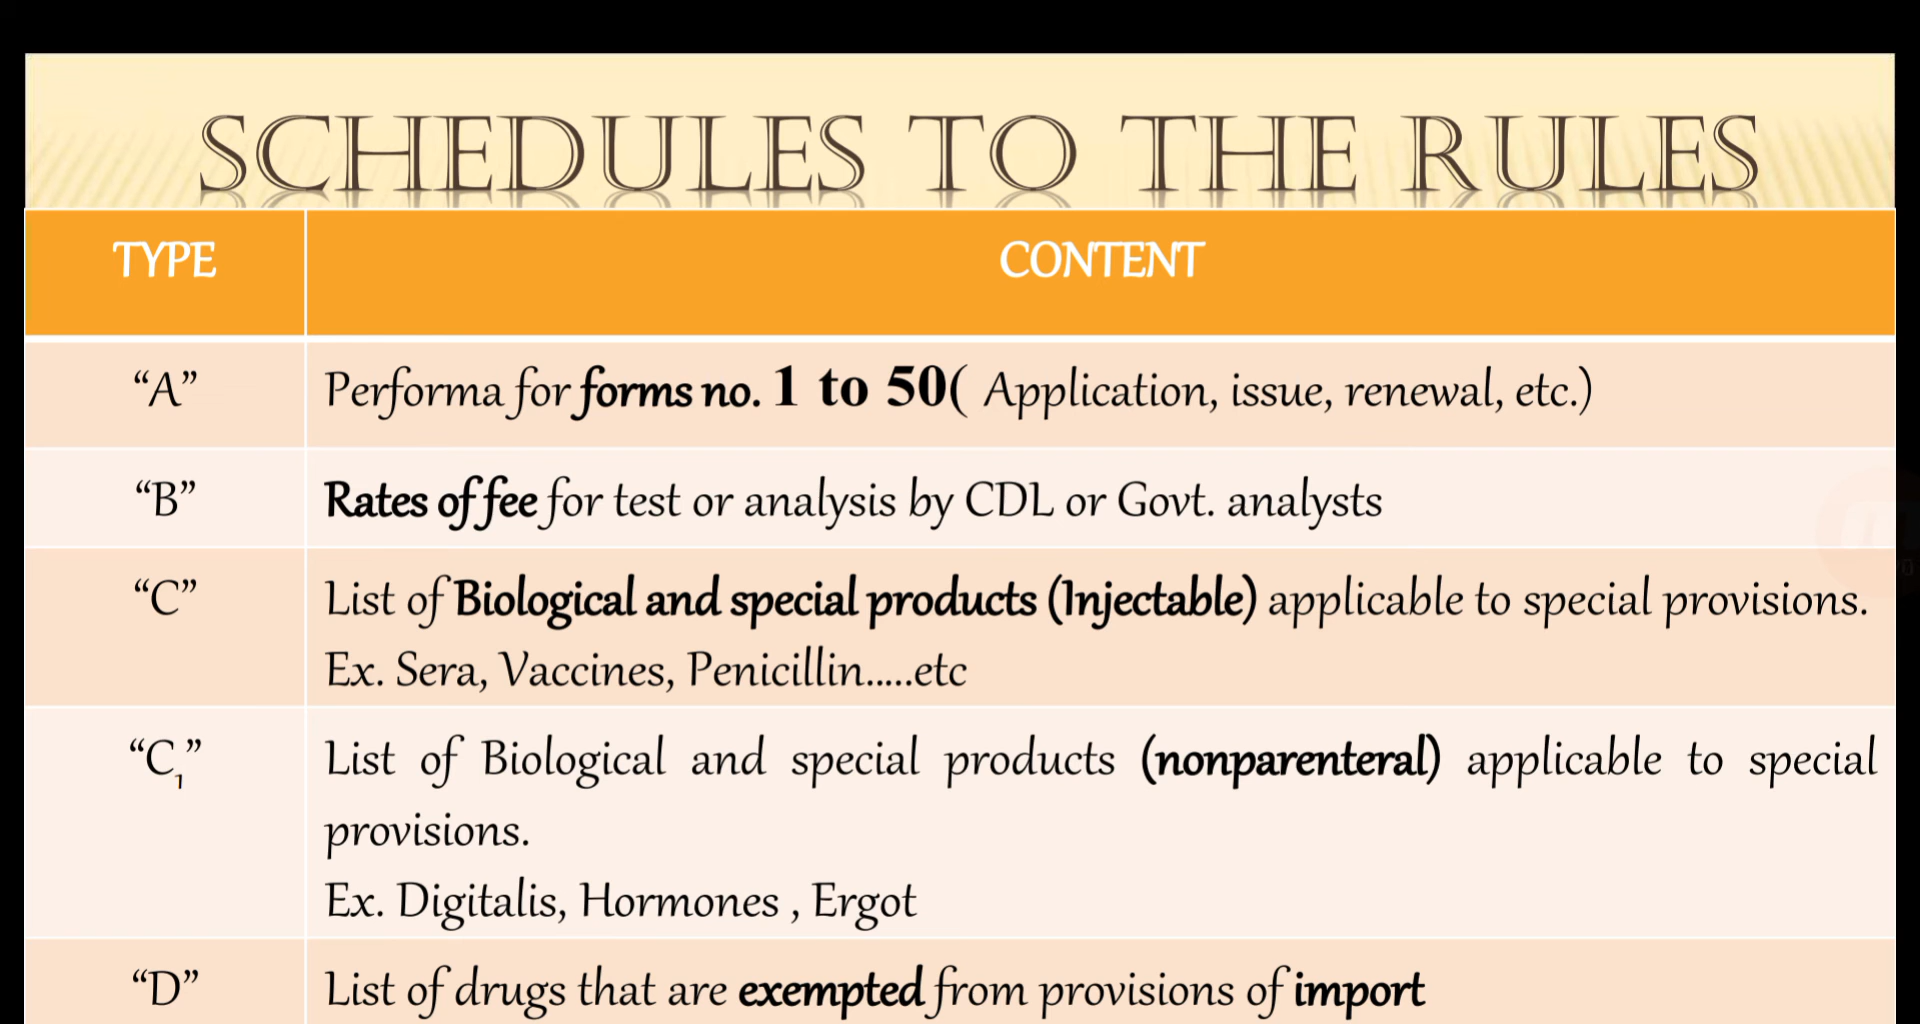 SCHEDULES TO THE RULES
TYPE CONTENT
“A” Performa for forms no. 1 to 50( Application, issue, renewal, etc.)
“B” Rates of fee for test or analysis by CDL or Govt. analysts
“C” List of Biological and special products (Injectable) applicable to special provisions.
Ex. Sera, Vaccines, Penicillin.....etc
“C₁” List of Biological and special products (nonparenteral) applicable to special
provisions.
Ex. Digitalis, Hormones , Ergot
“D” List of drugs that are exempted from provisions of import